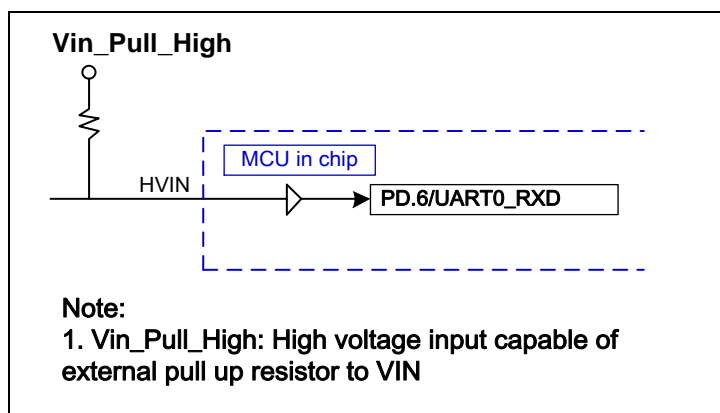 Vin_Pull_High
MCU in chip
HVIN
PD.6/UART0_RXD
Note:
1. Vin_Pull_High: High voltage input capable of
external pull up resistor to VIN